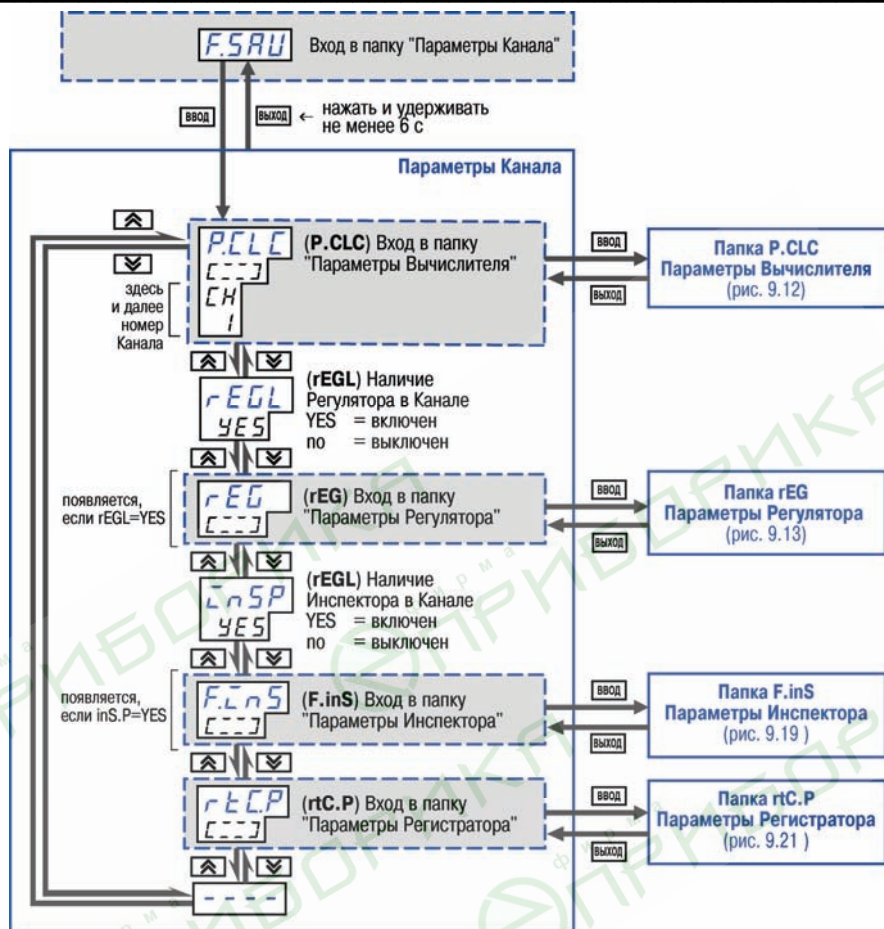 F.SAU
Вход в папку "Параметры Канала"
ВВОД
ВЫХОД
← нажать и удерживать
не менее 6 с
Параметры Канала
P.CLC
[---]
CH
1
здесь
и далее
номер
Канала
(P.CLC) Вход в папку
"Параметры Вычислителя"
ВВОД
ВЫХОД
Папка P.CLC
Параметры Вычислителя
(рис. 9.12)
rEGL
YES
(rEGL) Наличие
Регулятора в Канале
YES = включен
no = выключен
появляется,
если rEGL=YES
rEG
[---]
(rEG) Вход в папку
"Параметры Регулятора"
ВВОД
ВЫХОД
Папка rEG
Параметры Регулятора
(рис. 9.13)
inSP
YES
(rEGL) Наличие
Инспектора в Канале
YES = включен
no = выключен
появляется,
если inS.P=YES
F.inS
[---]
(F.inS) Вход в папку
"Параметры Инспектора"
ВВОД
ВЫХОД
Папка F.inS
Параметры Инспектора
(рис. 9.19 )
rtC.P
[---]
(rtC.P) Вход в папку
"Параметры Регистратора"
ВВОД
ВЫХОД
Папка rtC.P
Параметры Регистратора
(рис. 9.21 )
- - - -
фирма
ПРИБОРИКА
фирма
ПРИБОРИКА